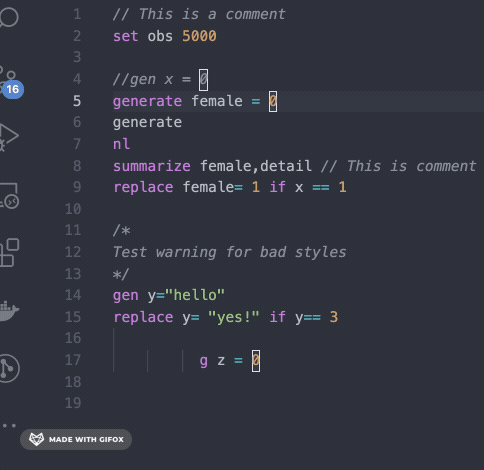 1 // This is a comment
2 set obs 5000
3
4 //gen x = 0
5 generate female = 0
6 generate
7 nl
8 summarize female,detail // This is comment
9 replace female= 1 if x == 1
10
11 /*
12 Test warning for bad styles
13 */
14 gen y="hello"
15 replace y= "yes!" if y== 3
16
17 g z = 0
18
19
16
MADE WITH GIFOX